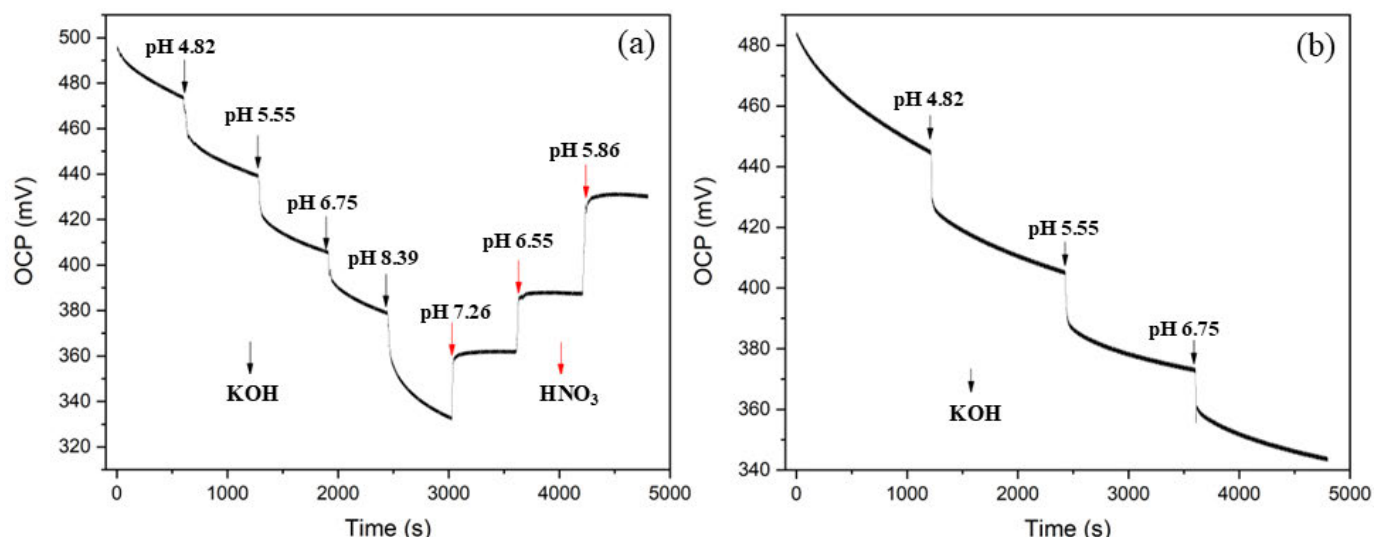 (a)
500
480
460
440
420
400
380
360
340
320
OCP (mV)
pH 4.82
pH 5.55
pH 6.75
pH 8.39
pH 7.26
pH 6.55
pH 5.86
KOH
HNO₃
0 1000 2000 3000 4000 5000
Time (s)
(b)
480
460
440
420
400
380
360
340
OCP (mV)
pH 4.82
pH 5.55
pH 6.75
KOH
0 1000 2000 3000 4000 5000
Time (s)